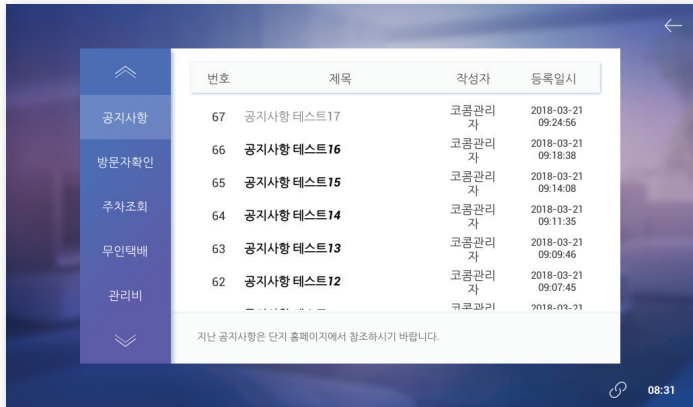 번호 제목 작성자 등록일시
공지사항
방문자확인
주차조회
무인택배
관리비
67 공지사항 테스트17 코콤관리자 2018-03-21 09:24:56
66 공지사항 테스트16 코콤관리자 2018-03-21 09:18:38
65 공지사항 테스트15 코콤관리자 2018-03-21 09:14:08
64 공지사항 테스트14 코콤관리자 2018-03-21 09:11:35
63 공지사항 테스트13 코콤관리자 2018-03-21 09:09:46
62 공지사항 테스트12 코콤관리자 2018-03-21 09:07:45
코콤관리 2018-03-21
지난 공지사항은 단지 홈페이지에서 참조하시기 바랍니다.
08:31